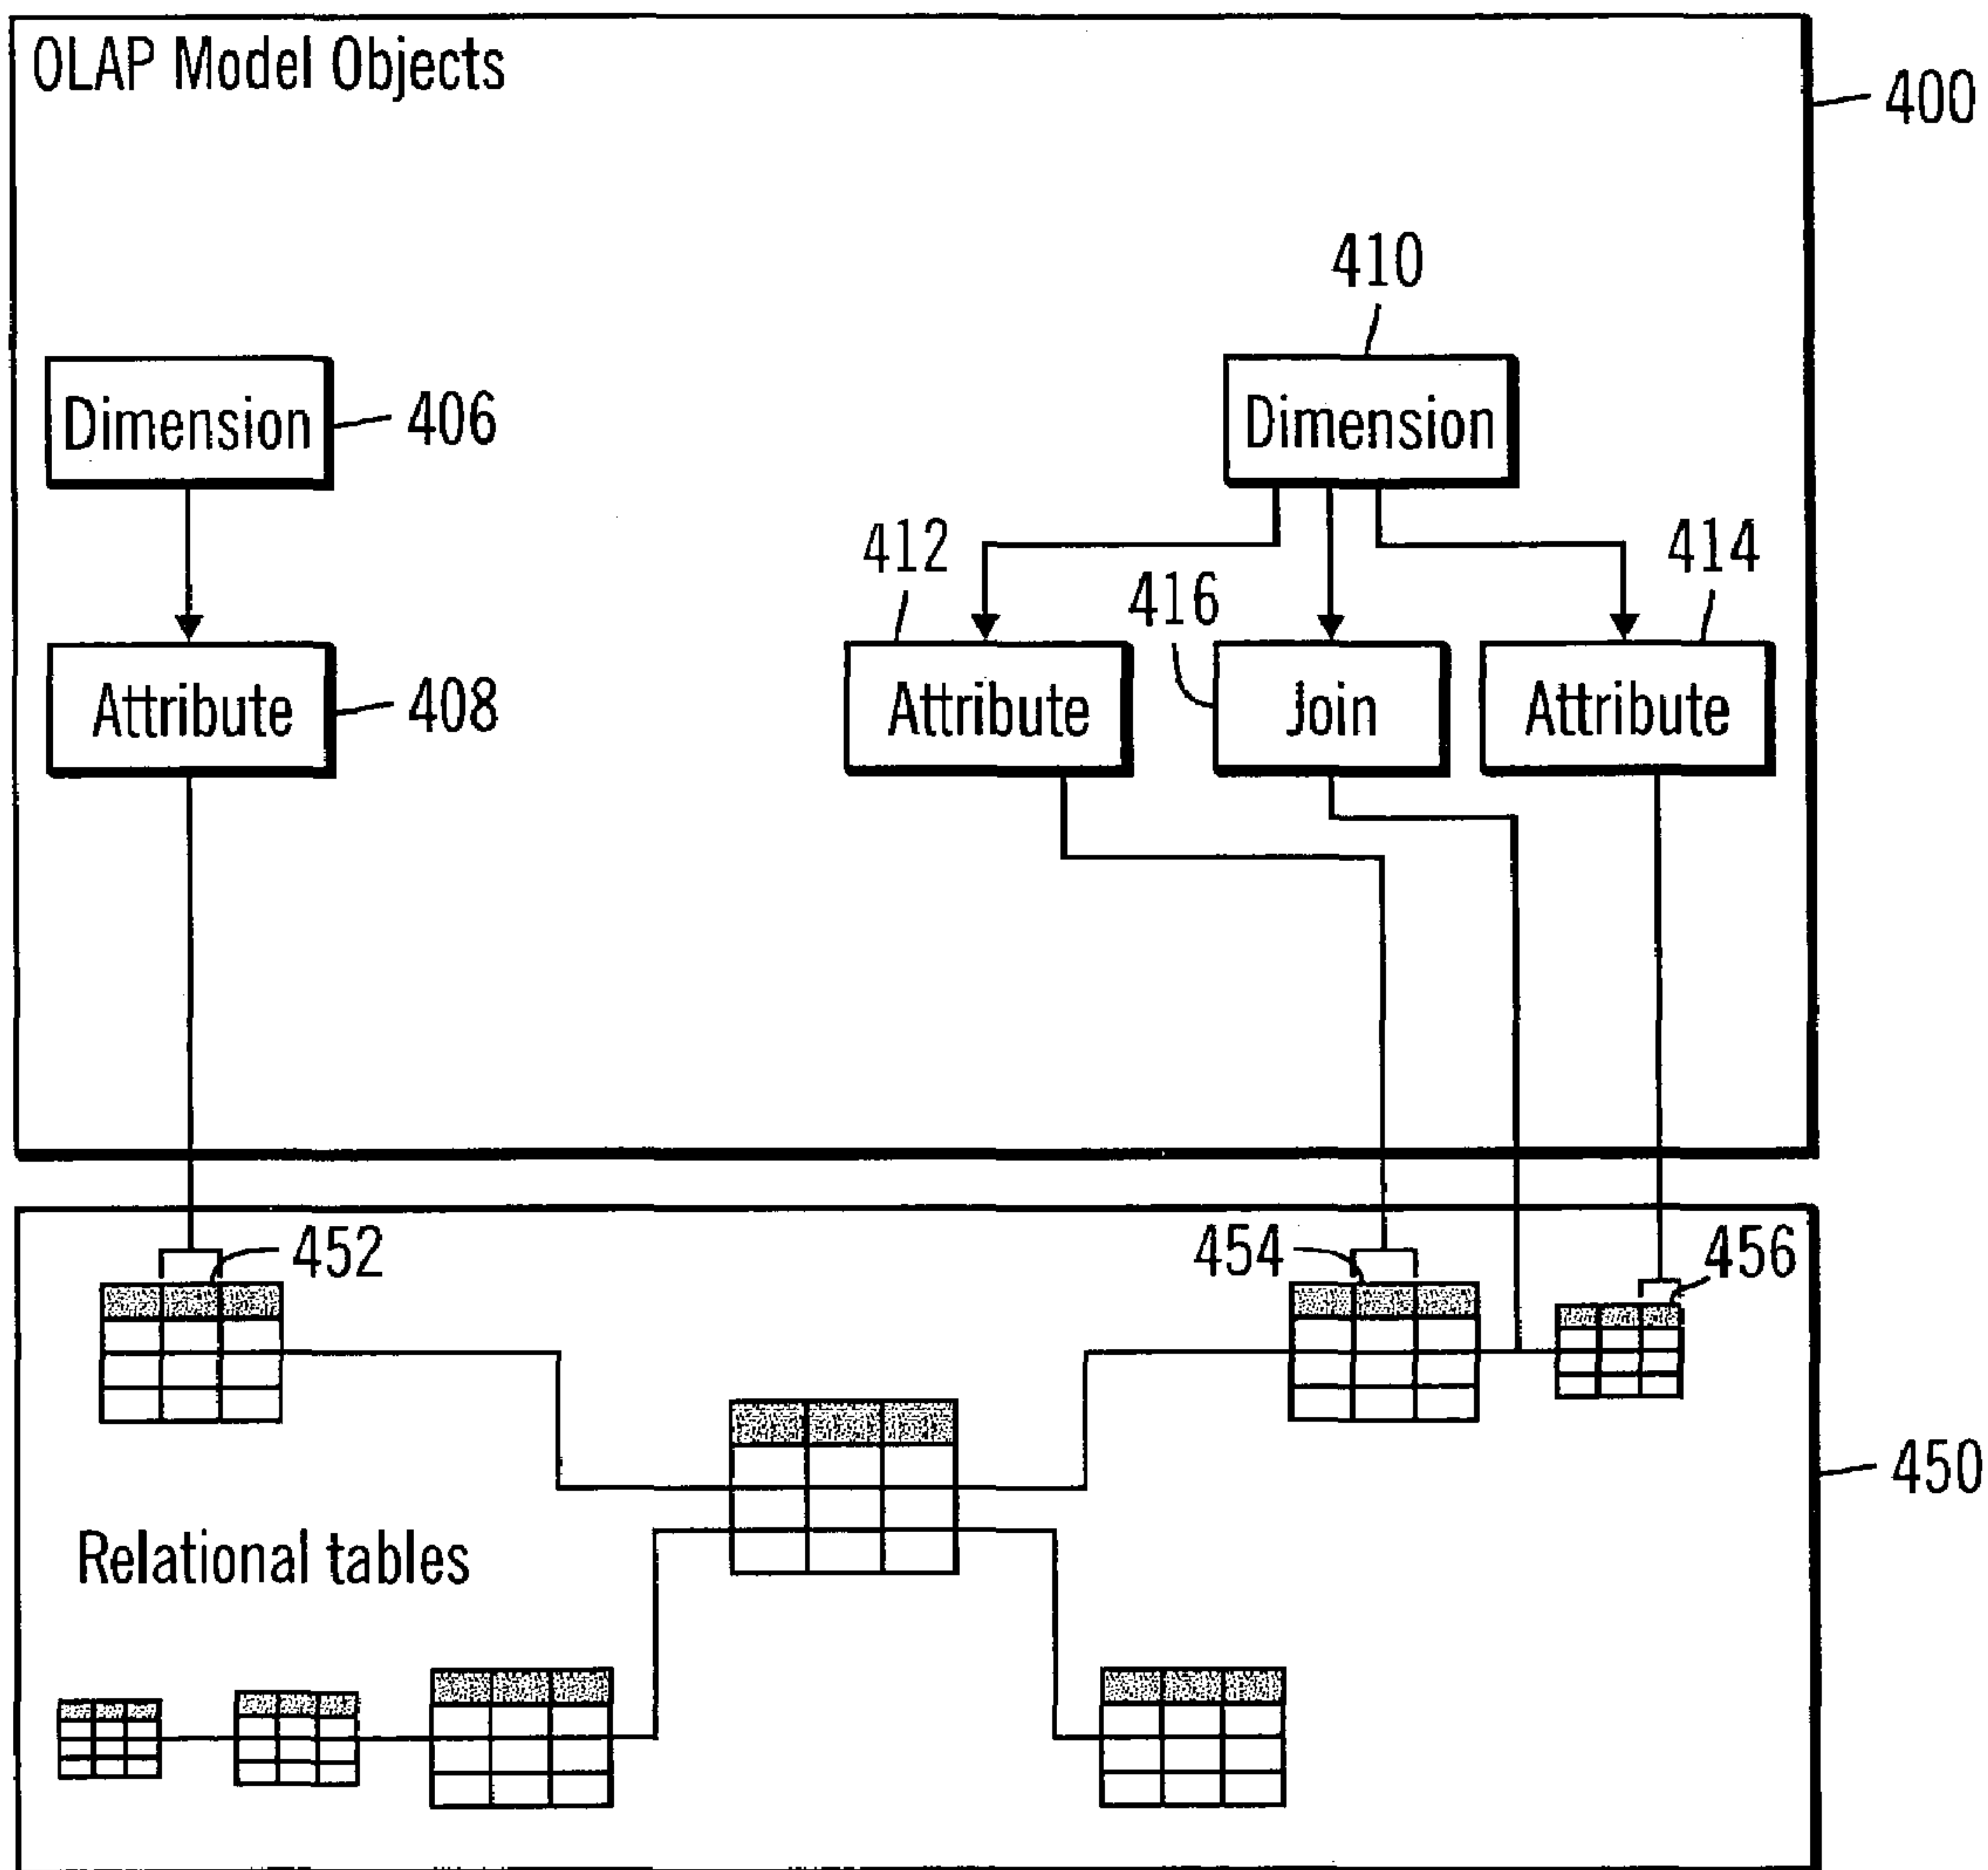 OLAP Model Objects
400
410
Dimension
406
Dimension
412
416
414
Attribute
408
Attribute
Join
Attribute
452
454
456
450
Relational tables